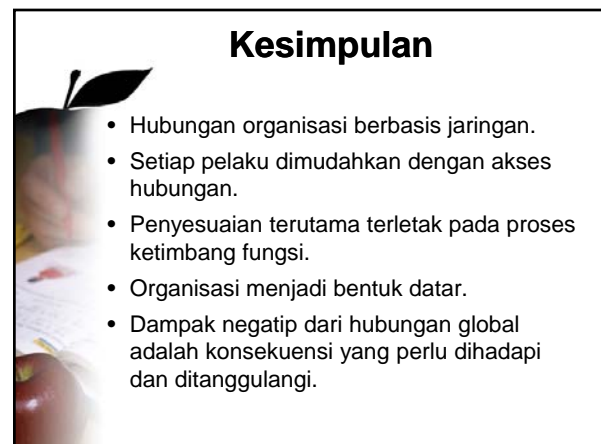 Kesimpulan
• Hubungan organisasi berbasis jaringan.
• Setiap pelaku dimudahkan dengan akses
hubungan.
• Penyesuaian terutama terletak pada proses
ketimbang fungsi.
• Organisasi menjadi bentuk datar.
• Dampak negatip dari hubungan global
adalah konsekuensi yang perlu dihadapi
dan ditanggulangi.